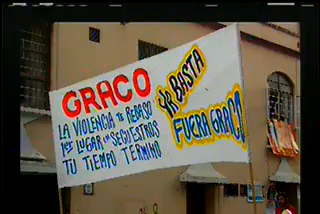 GRACO
LA VIOLENCIA TE REBASO
1er LUGAR EN SECUESTROS
TU TIEMPO TERMINO
YA BASTA
FUERA GRACO